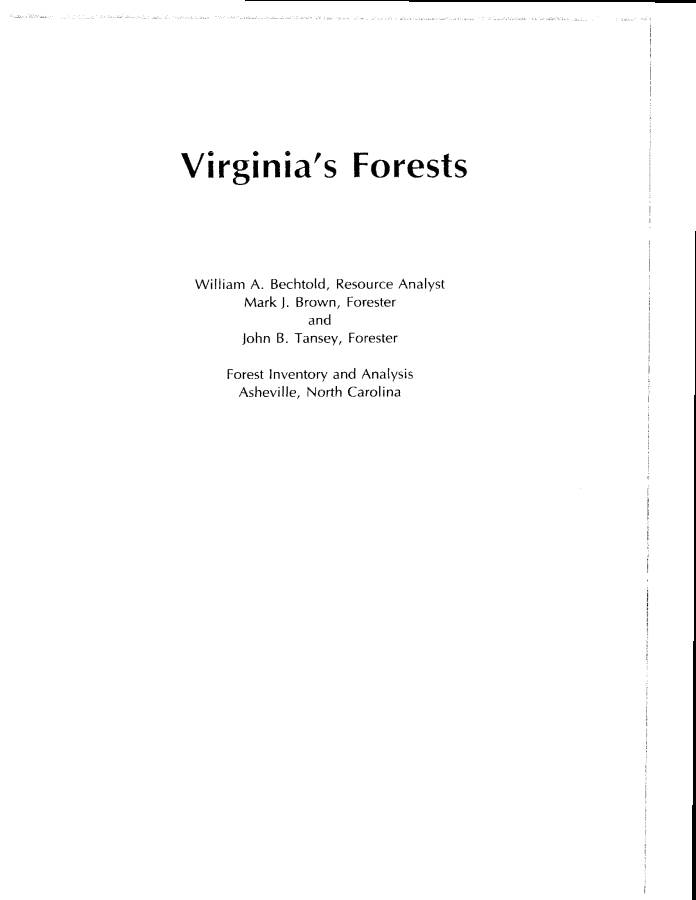 Virginia's Forests
William A. Bechtold, Resource Analyst
Mark J. Brown, Forester
and
John B. Tansey, Forester
Forest Inventory and Analysis
Asheville, North Carolina